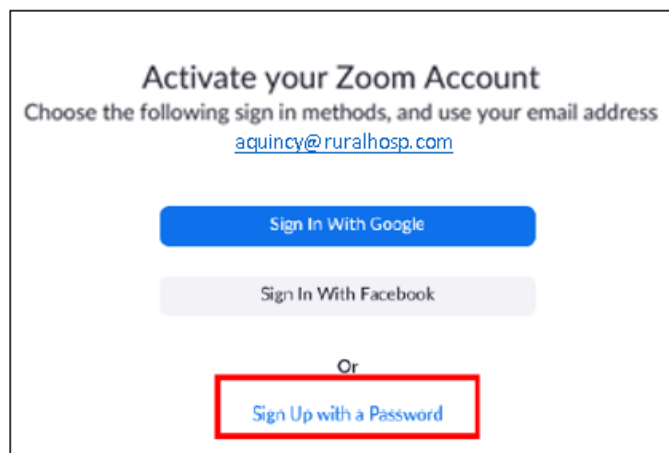 Activate your Zoom Account
Choose the following sign in methods, and use your email address
aquincy@ruralhosp.com
Sign In With Google
Sign In With Facebook
Or
Sign Up with a Password